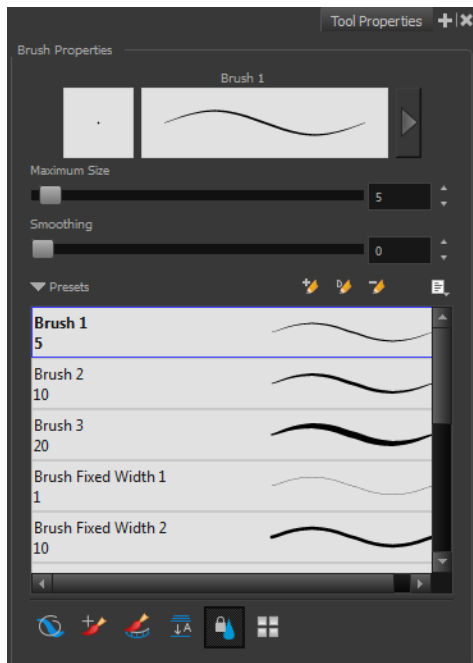 Tool Properties
Brush Properties
Brush 1
Maximum Size
5
Smoothing
0
Presets
Brush 1
5
Brush 2
10
Brush 3
20
Brush Fixed Width 1
1
Brush Fixed Width 2
10